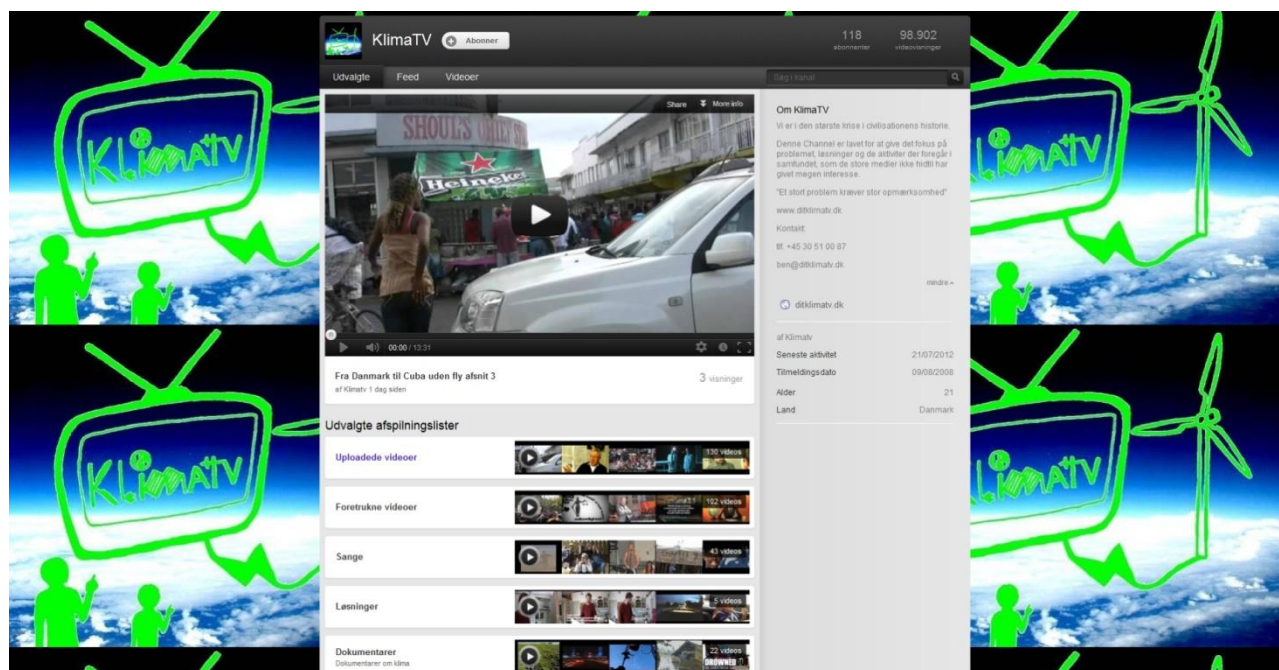 KlimaTV
Abonner
118
abonnenter
98.902
videovisninger
Udvalgte
Feed
Videoer
Søg i kanal
SHOUL'S
Heineken
Share
More info
00:00 / 13:31
Fra Danmark til Cuba uden fly afsnit 3
af Klimatv 1 dag siden
3 visninger
Udvalgte afspilningslister
Uploadede videoer
130 videos
Foretrukne videoer
102 videos
Sange
43 videos
Løsninger
5 videos
Dokumentarer
Dokumentarer om klima
22 videos
DROWNED
Om KlimaTV
Vi er i den største krise i civilisationens historie.
Denne Channel er lavet for at give det fokus på
problemet, løsninger og de aktiviter der foregår i
samfundet, som de store medier ikke hidtil har
givet megen interesse.
"Et stort problem kræver stor opmærksomhed"
www.ditklimatv.dk
Kontakt:
tlf. +45 30 51 00 87
ben@ditklimatv.dk
mindre
ditklimatv.dk
af Klimatv
Seneste aktivitet 21/07/2012
Tilmeldingsdato 09/08/2008
Alder 21
Land Danmark
KLimATV
KLimATV
KLimATV
LimATV